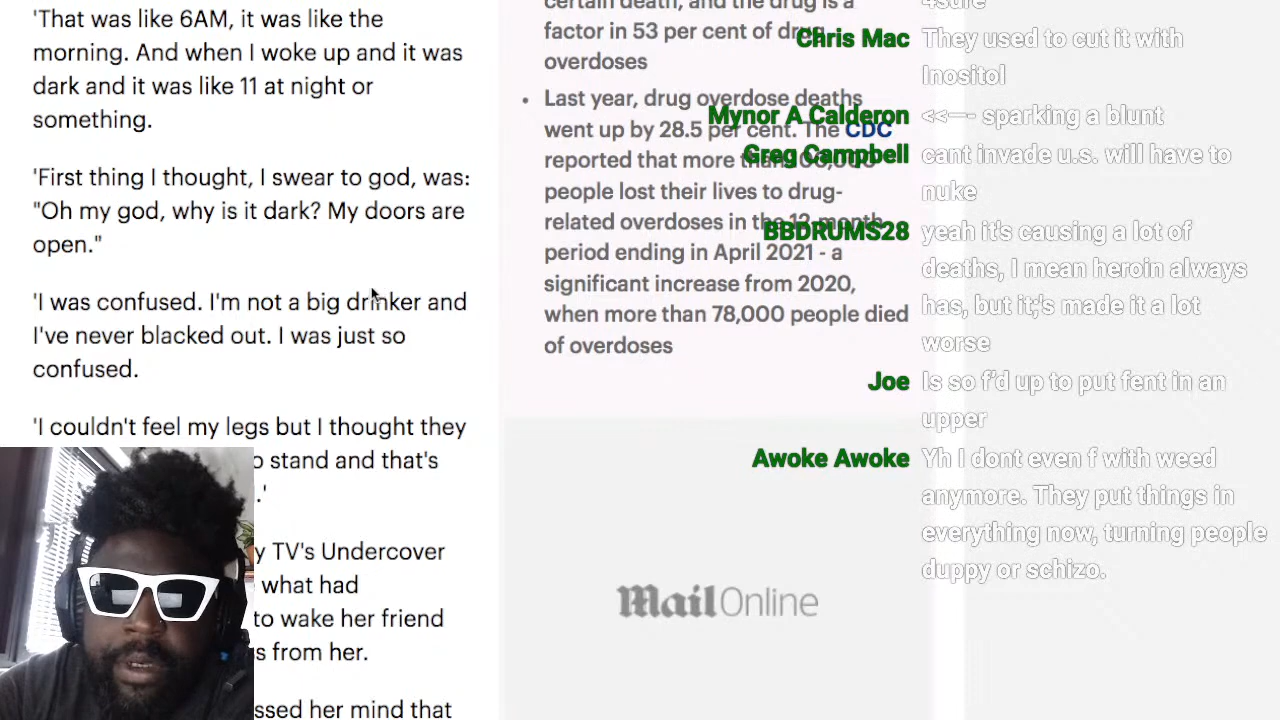 'That was like 6AM, it was like the
morning. And when I woke up and it was
dark and it was like 11 at night or
something.
'First thing I thought, I swear to god, was:
"Oh my god, why is it dark? My doors are
open."
'I was confused. I'm not a big drinker and
I've never blacked out. I was just so
confused.
'I couldn't feel my legs but I thought they
o stand and that's
.'
y TV's Undercover
what had
to wake her friend
s from her.
ssed her mind that
certain death, and the drug is a
factor in 53 per cent of drug
overdoses
• Last year, drug overdose deaths
went up by 28.5 per cent. The CDC
reported that more than
people lost their lives to drug-
related overdoses in the 12-month
period ending in April 2021 - a
significant increase from 2020,
when more than 78,000 people died
of overdoses
MailOnline
4sure
Chris Mac They used to cut it with
Inositol
Mynor A Calderon <<—- sparking a blunt
Greg Campbell cant invade u.s. will have to
nuke
BBDRUMS28 yeah it's causing a lot of
deaths, I mean heroin always
has, but it;'s made it a lot
worse
Joe Is so f'd up to put fent in an
upper
Awoke Awoke Yh I dont even f with weed
anymore. They put things in
everything now, turning people
duppy or schizo.